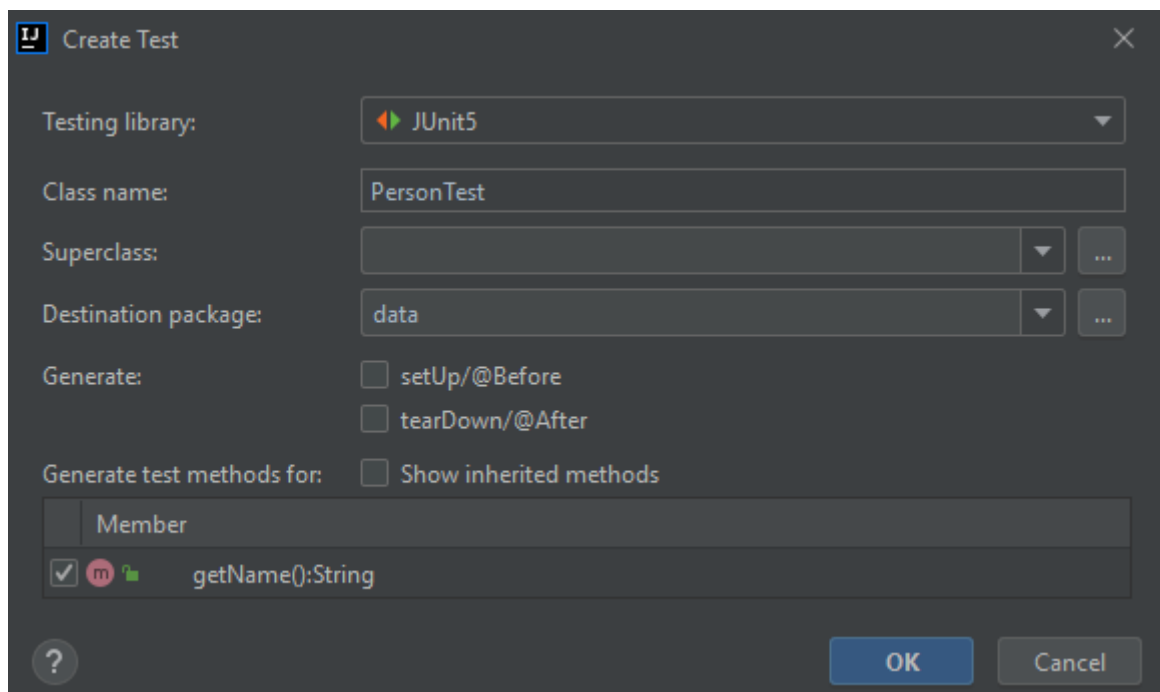 IJ
Create Test
Testing library:
JUnit5
Class name:
PersonTest
Superclass:
...
Destination package:
data
...
Generate:
setUp/@Before
tearDown/@After
Generate test methods for:
Show inherited methods
Member
m
getName():String
?
OK
Cancel